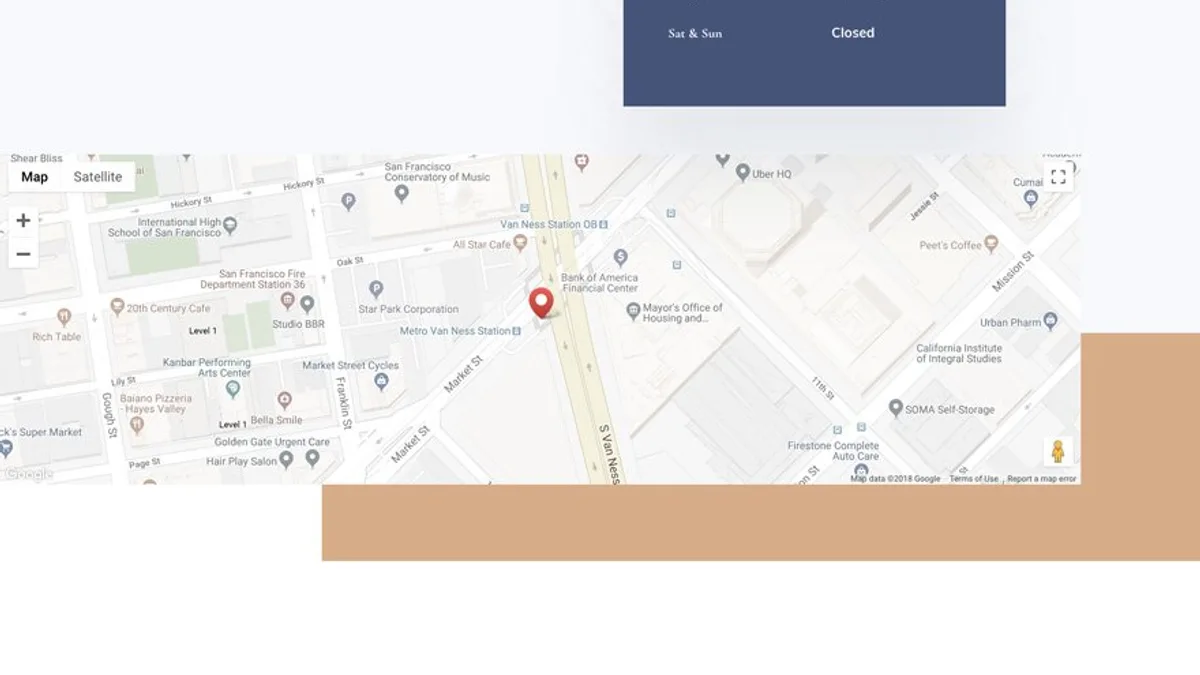 Sat & Sun
Closed
Shear Bliss
Map
Satellite
Hickory St
Hickory St
San Francisco
Conservatory of Music
Uber HQ
Cumai
Jessie St
International High
School of San Francisco
Van Ness Station OB
All Star Cafe
Peet's Coffee
Oak St
Mission St
San Francisco Fire
Department Station 36
Bank of America
Financial Center
20th Century Cafe
Star Park Corporation
Mayor's Office of
Housing and...
Rich Table
Level 1
Studio BBR
Metro Van Ness Station
Urban Pharm
Kanbar Performing
Arts Center
Market Street Cycles
California Institute
of Integral Studies
Lily St
Market St
11th St
Gough St
Franklin St
Baiano Pizzeria
- Hayes Valley
SOMA Self-Storage
Level 1
Bella Smile
ck's Super Market
Golden Gate Urgent Care
Market St
S Van Ness
Firestone Complete
Auto Care
Page St
Hair Play Salon
on St
St
Google
Map data ©2018 Google
Terms of Use
Report a map error